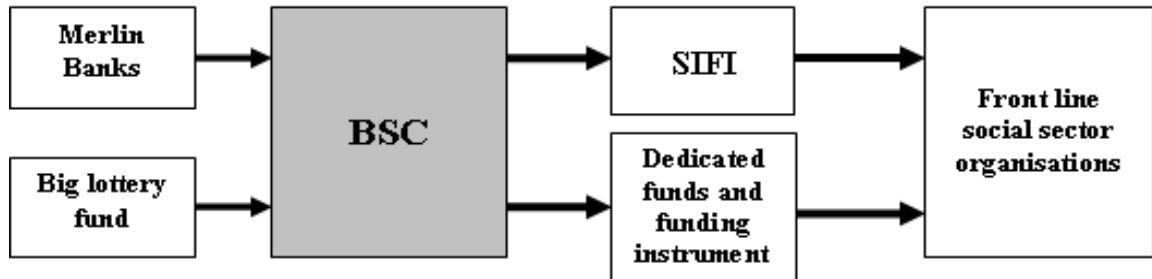 Merlin
Banks
Big lottery
fund
BSC
SIFI
Dedicated
funds and
funding
instrument
Front line
social sector
organisations